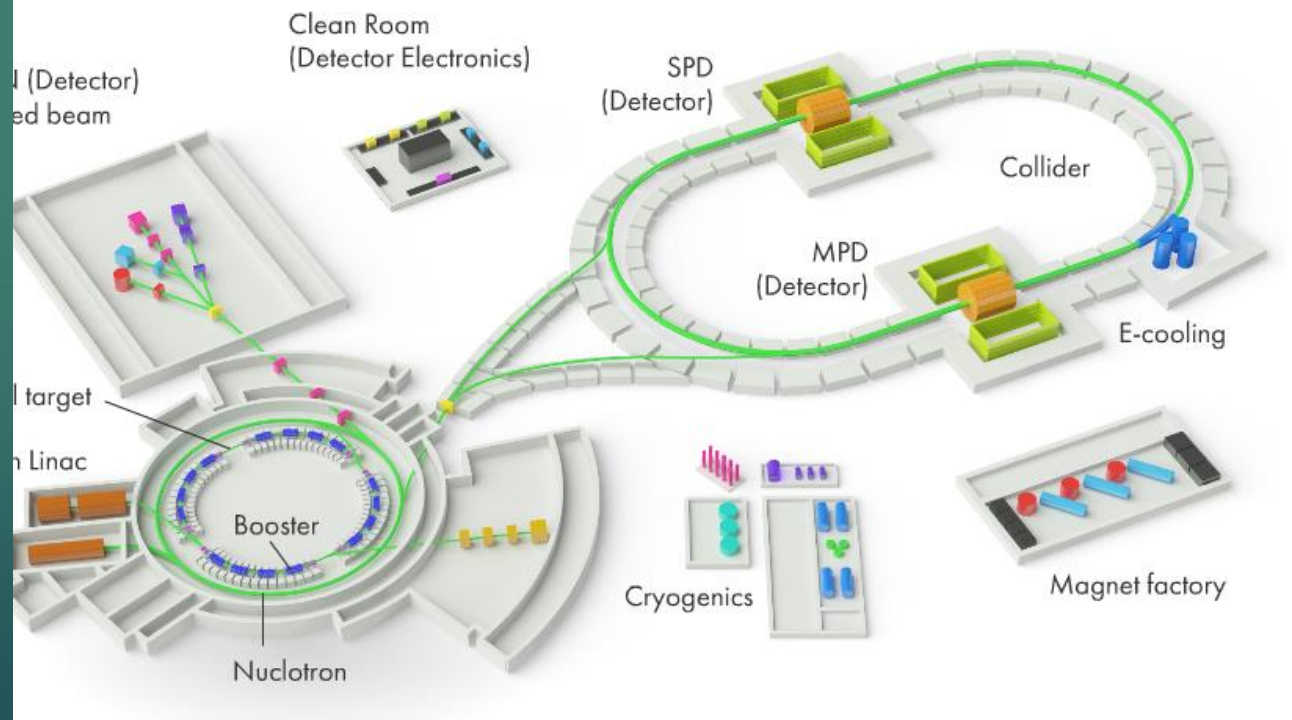 Clean Room
(Detector Electronics)
N (Detector)
ed beam
SPD
(Detector)
Collider
MPD
(Detector)
E-cooling
l target
n Linac
Booster
Nuclotron
Cryogenics
Magnet factory